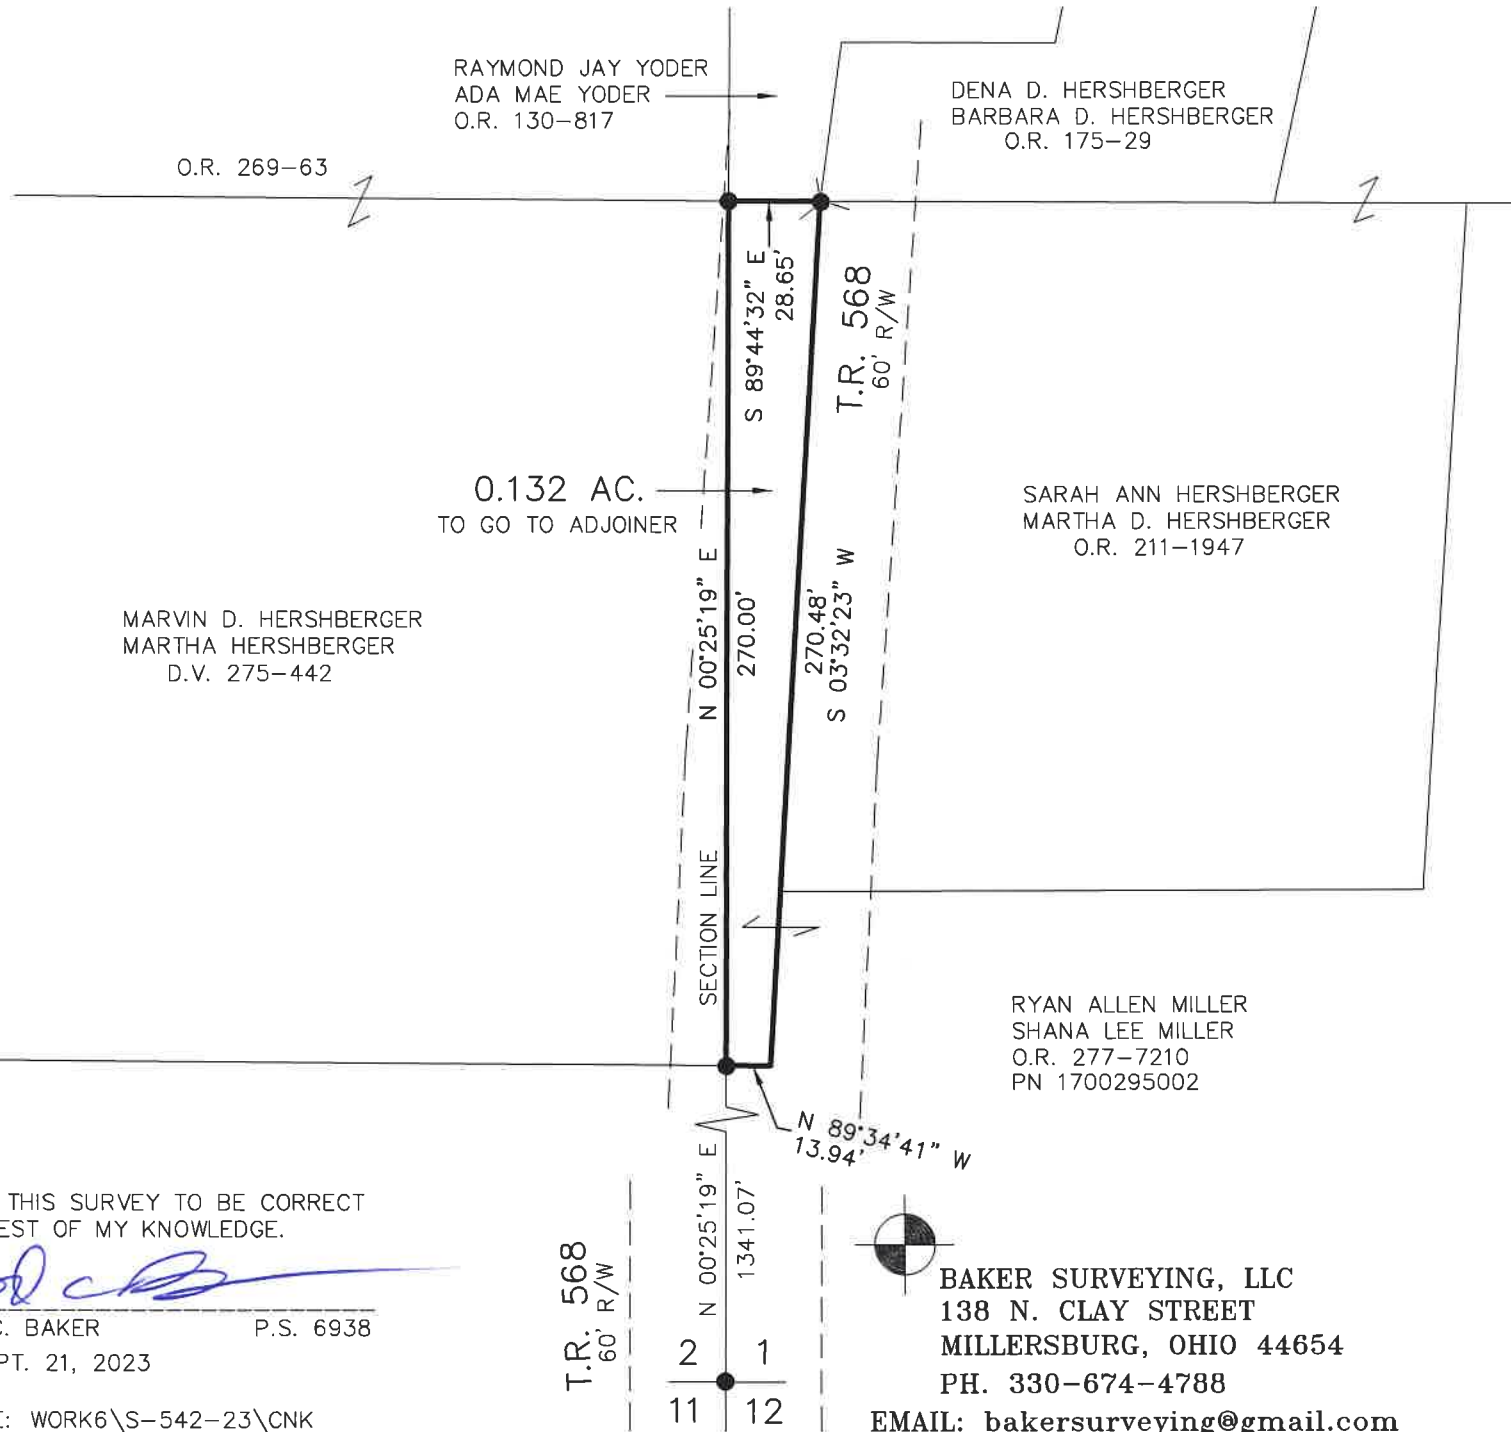 RAYMOND JAY YODER
ADA MAE YODER
O.R. 130-817
DENA D. HERSHBERGER
BARBARA D. HERSHBERGER
O.R. 175-29
O.R. 269-63
S 89°44'32" E
28.65'
T.R. 568
60' R/W
0.132 AC.
TO GO TO ADJOINER
SARAH ANN HERSHBERGER
MARTHA D. HERSHBERGER
O.R. 211-1947
MARVIN D. HERSHBERGER
MARTHA HERSHBERGER
D.V. 275-442
N 00°25'19" E
270.00'
270.48'
S 03°32'23" W
SECTION LINE
RYAN ALLEN MILLER
SHANA LEE MILLER
O.R. 277-7210
PN 1700295002
N 89°34'41" W
13.94'
THIS SURVEY TO BE CORRECT
EST OF MY KNOWLEDGE.
C. BAKER P.S. 6938
PT. 21, 2023
E: WORK6\S-542-23\CNK
T.R. 568
60' R/W
N 00°25'19" E
1341.07'
2 1
11 12
BAKER SURVEYING, LLC
138 N. CLAY STREET
MILLERSBURG, OHIO 44654
PH. 330-674-4788
EMAIL: bakersurveying@gmail.com